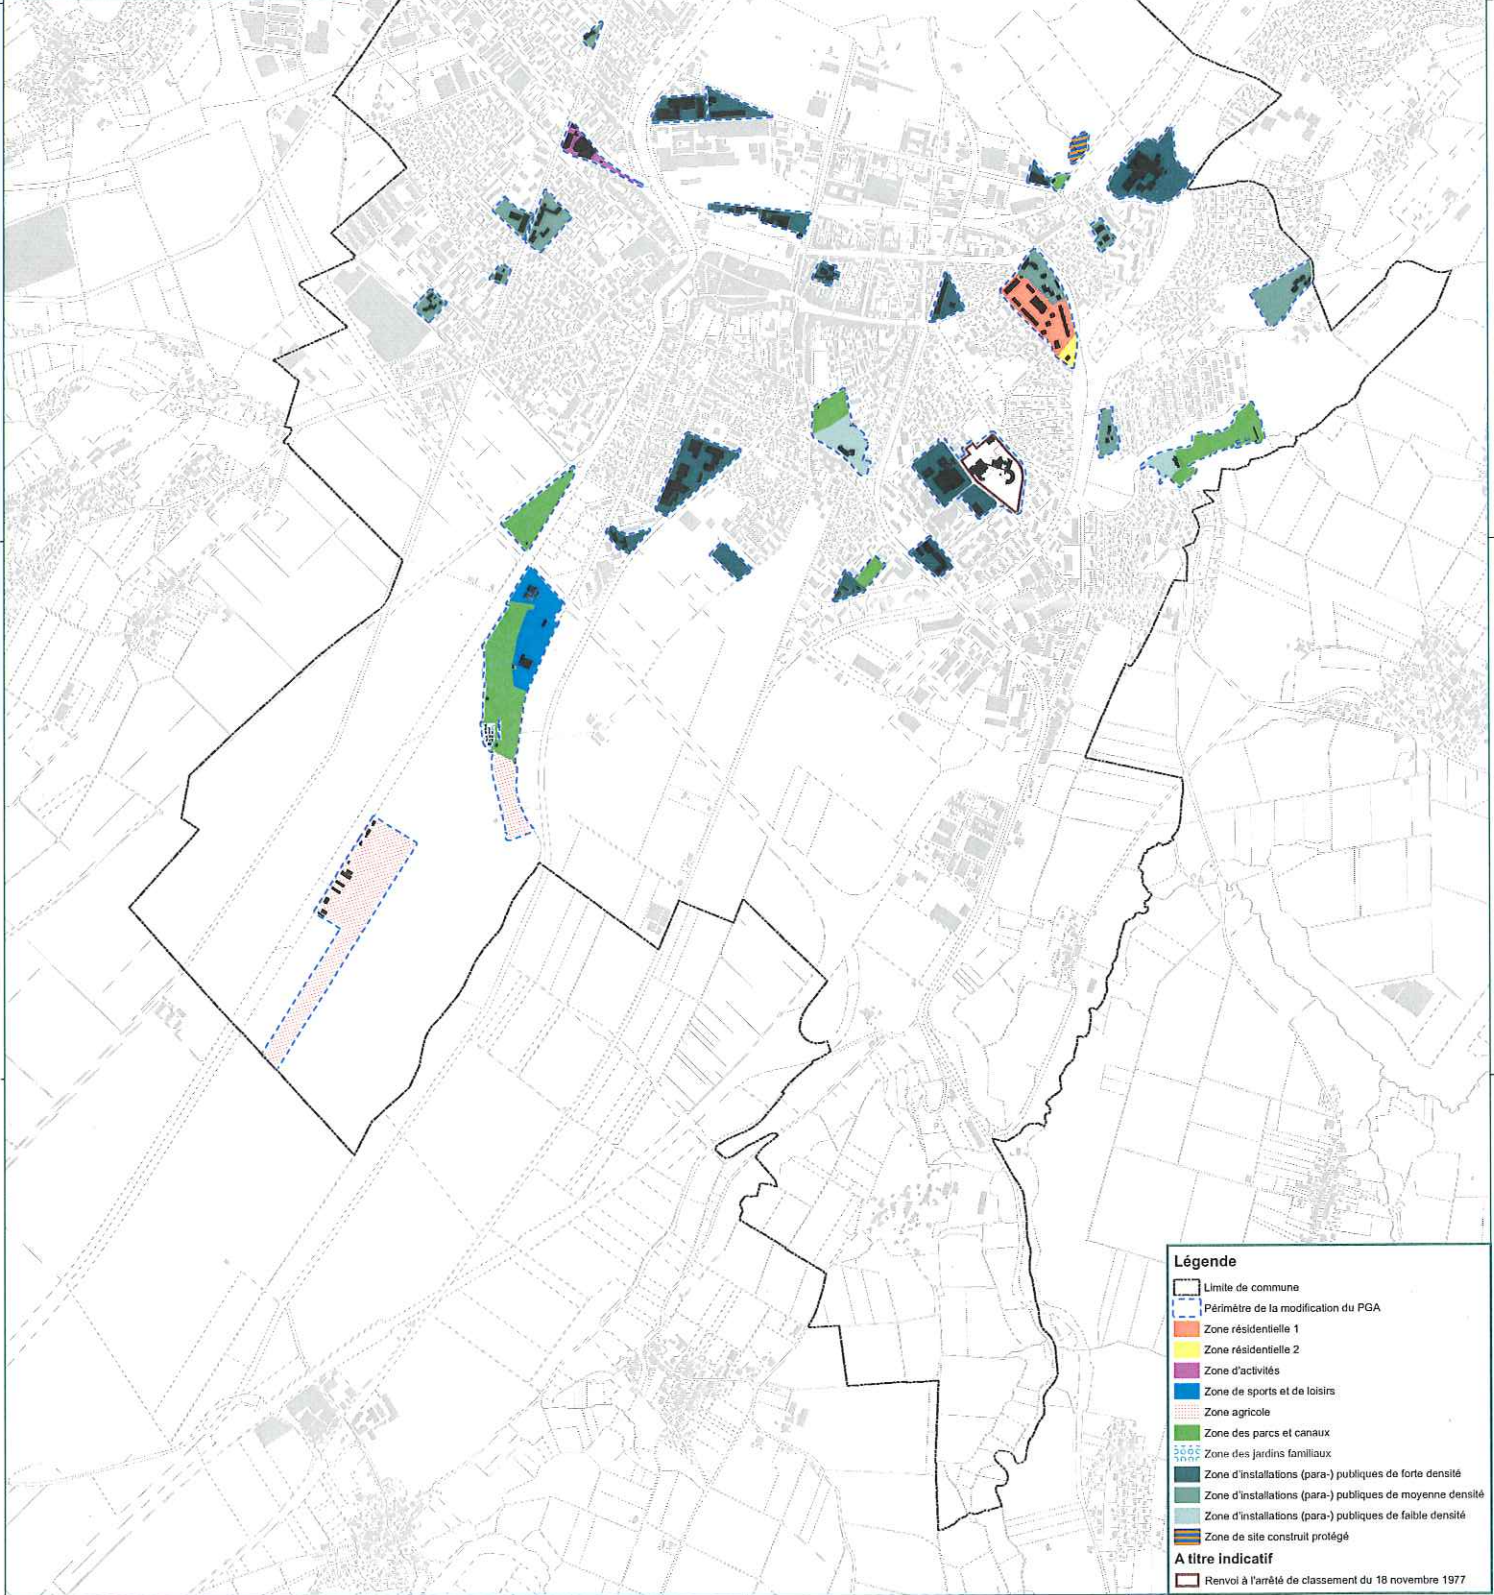 Légende
Limite de commune
Périmètre de la modification du PGA
Zone résidentielle 1
Zone résidentielle 2
Zone d'activités
Zone de sports et de loisirs
Zone agricole
Zone des parcs et canaux
Zone des jardins familiaux
Zone d'installations (para-) publiques de forte densité
Zone d'installations (para-) publiques de moyenne densité
Zone d'installations (para-) publiques de faible densité
Zone de site construit protégé
A titre indicatif
Renvoi à l'arrêté de classement du 18 novembre 1977